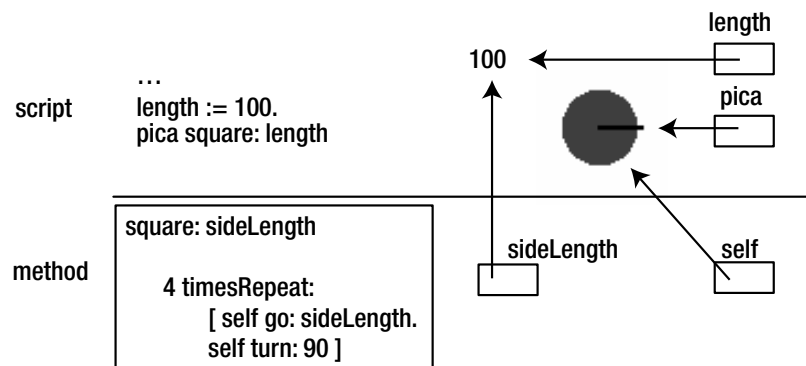 length
100
…
script
length := 100.
pica square: length
pica
square: sideLength
method
4 timesRepeat:
[ self go: sideLength.
self turn: 90 ]
sideLength
self